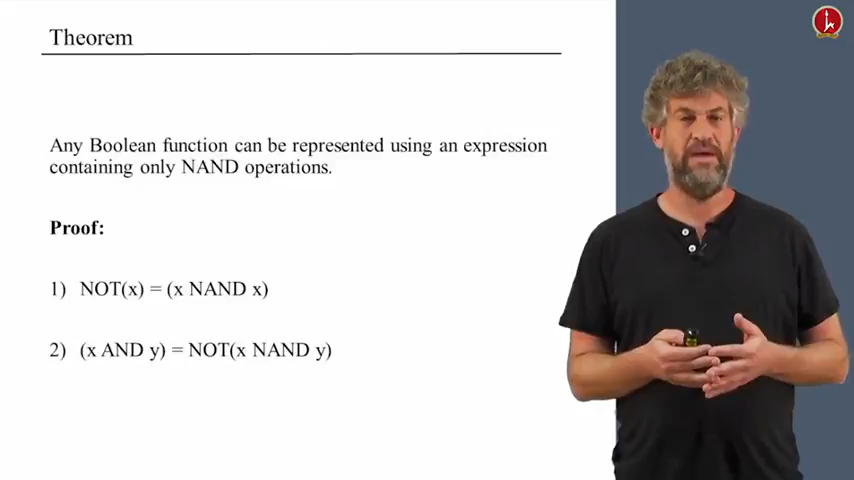 Theorem
Any Boolean function can be represented using an expression
containing only NAND operations.
Proof:
1) NOT(x) = (x NAND x)
2) (x AND y) = NOT(x NAND y)